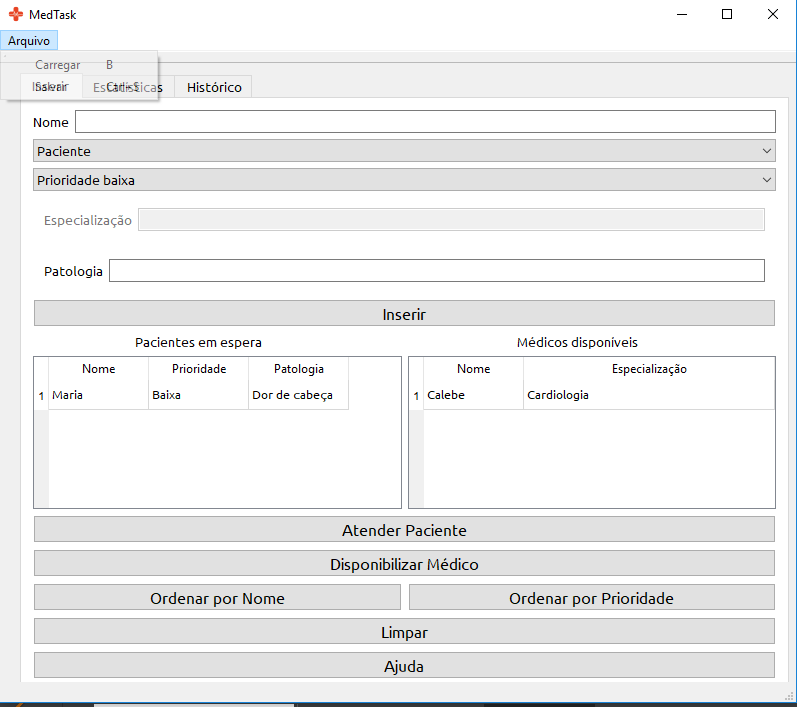 MedTask
Arquivo
Carregar B
Salvar Ctrl+S
Inserir Estatísticas Histórico
Nome
Paciente
Prioridade baixa
Especialização
Patologia
Inserir
Pacientes em espera Médicos disponíveis
Nome Prioridade Patologia Nome Especialização
1 Maria Baixa Dor de cabeça 1 Calebe Cardiologia
Atender Paciente
Disponibilizar Médico
Ordenar por Nome Ordenar por Prioridade
Limpar
Ajuda